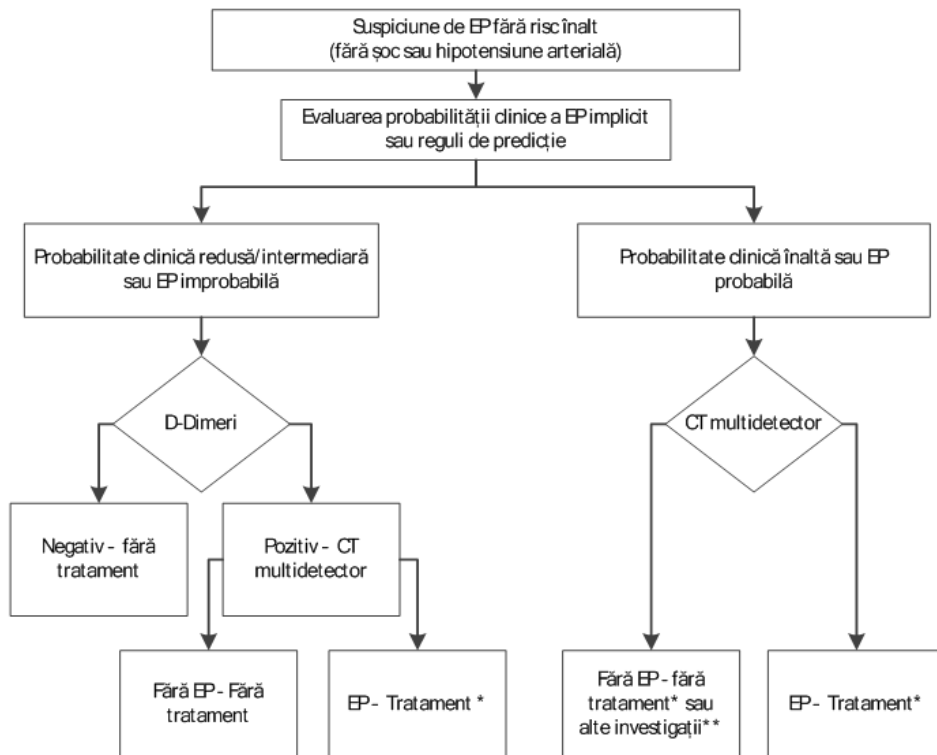 Suspiciune de EP fără risc înalt
(fără șoc sau hipotensiune arterială)
Evaluarea probabilității clinice a EP implicit
sau reguli de predicție
Probabilitate clinică redusă/intermediară
sau EP improbabilă
Probabilitate clinică înaltă sau EP
probabilă
D-Dimeri
CT multidetector
Negativ - fără
tratament
Pozitiv - CT
multidetector
Fără EP - Fără
tratament
EP - Tratament *
Fără EP - fără
tratament* sau
alte investigații**
EP - Tratament*